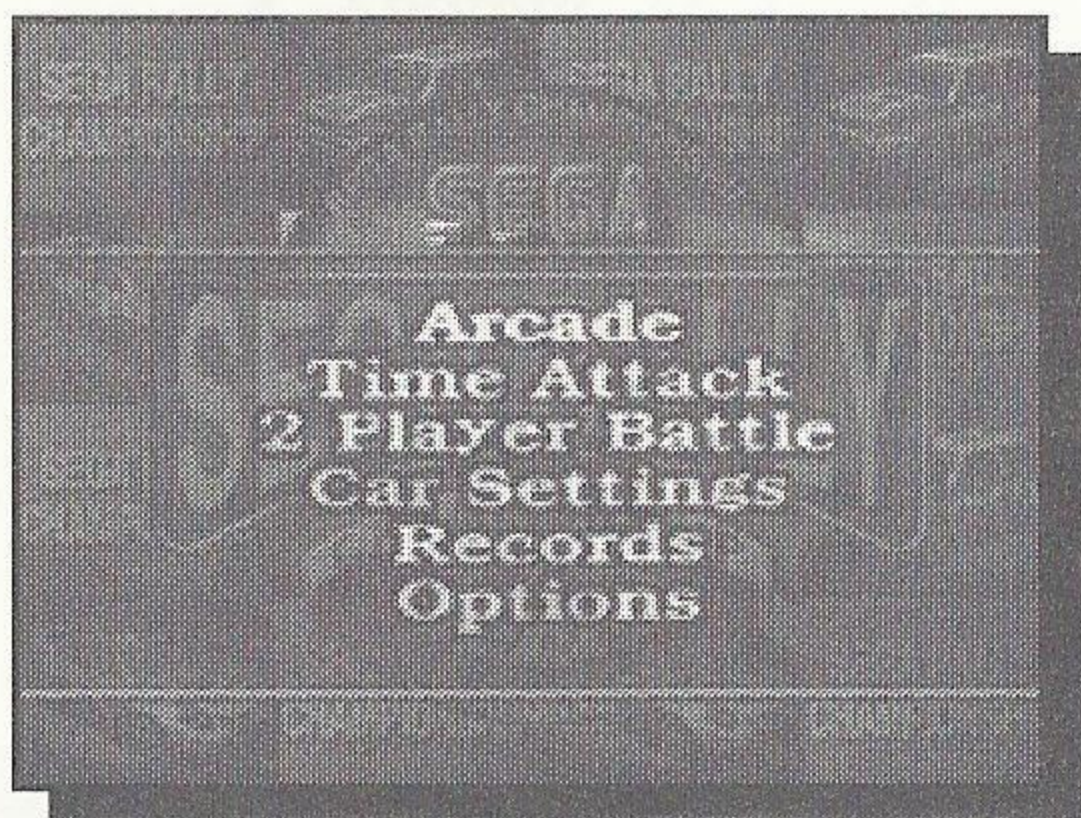 SEGA
Arcade
Time Attack
2 Player Battle
Car Settings
Records
Options